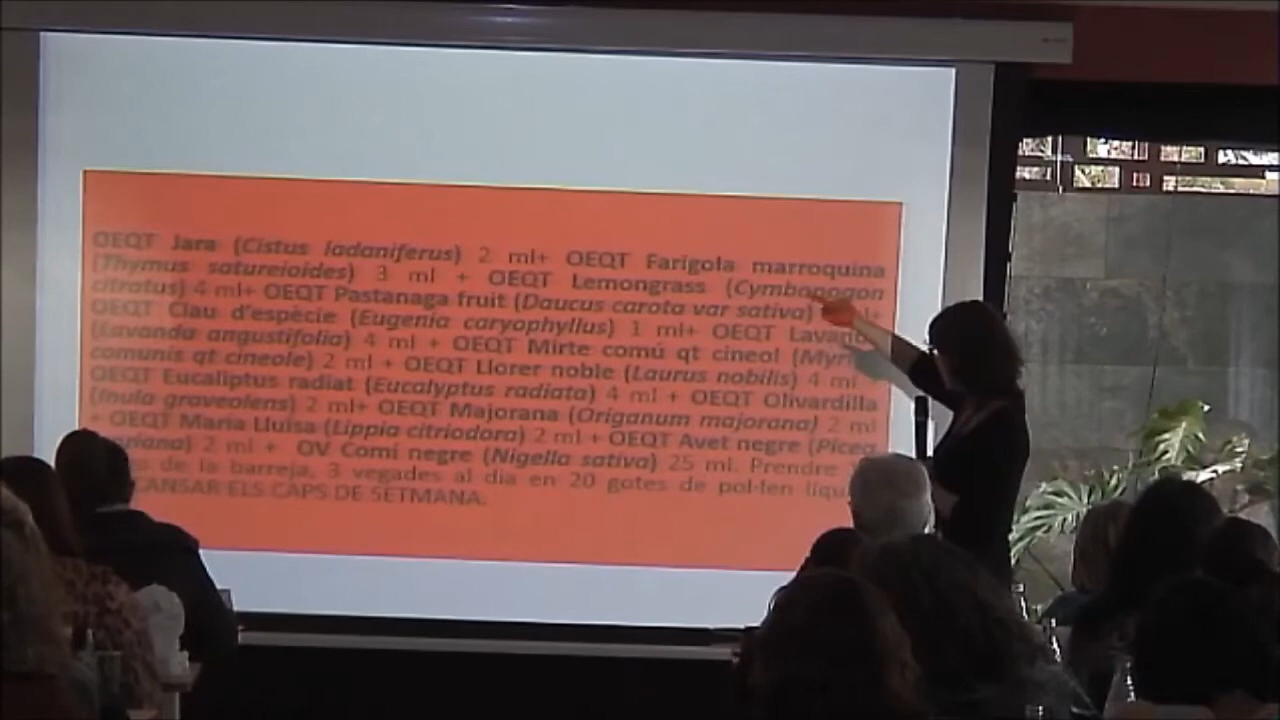 OEQT Jara (Cistus ladaniferus) 2 ml+ OEQT Farigola marroquina
(Thymus satureioides) 3 ml + OEQT Lemongrass (Cymbopogon
citratus) 4 ml+ OEQT Pastanaga fruit (Daucus carota var sativa)
OEQT Clau d'espècie (Eugenia caryophyllus) 1 ml+ OEQT
(Lavanda angustifolia) 4 ml + OEQT Mirte comú qt cineol
comunis qt cineole) 2 ml + OEQT Llorer noble (Laurus nobilis) 4 ml
OEQT Eucaliptus radiat (Eucalyptus radiata) 4 ml + OEQT Olivardilla
(Inula graveolens) 2 ml+ OEQT Majorana (Origanum majorana) 2 ml
+ OEQT Maria Lluïsa (Lippia citriodora) 2 ml + OEQT Avet negre (Picea
2 ml + OV Comí negre (Nigella sativa) 25 ml. Prendre
de la barreja, 3 vegades al dia en 20 gotes de pol·len
ELS CAPS DE SETMANA.